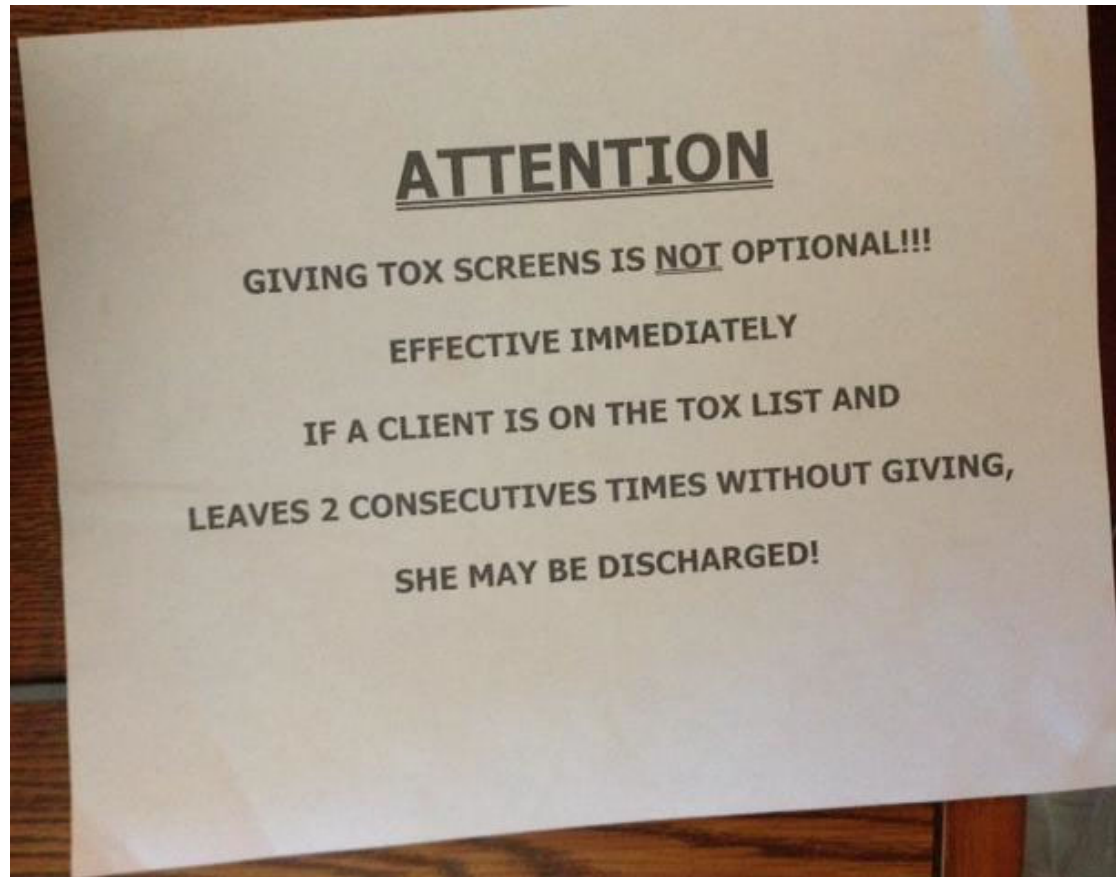 ATTENTION
GIVING TOX SCREENS IS NOT OPTIONAL!!!
EFFECTIVE IMMEDIATELY
IF A CLIENT IS ON THE TOX LIST AND
LEAVES 2 CONSECUTIVES TIMES WITHOUT GIVING,
SHE MAY BE DISCHARGED!